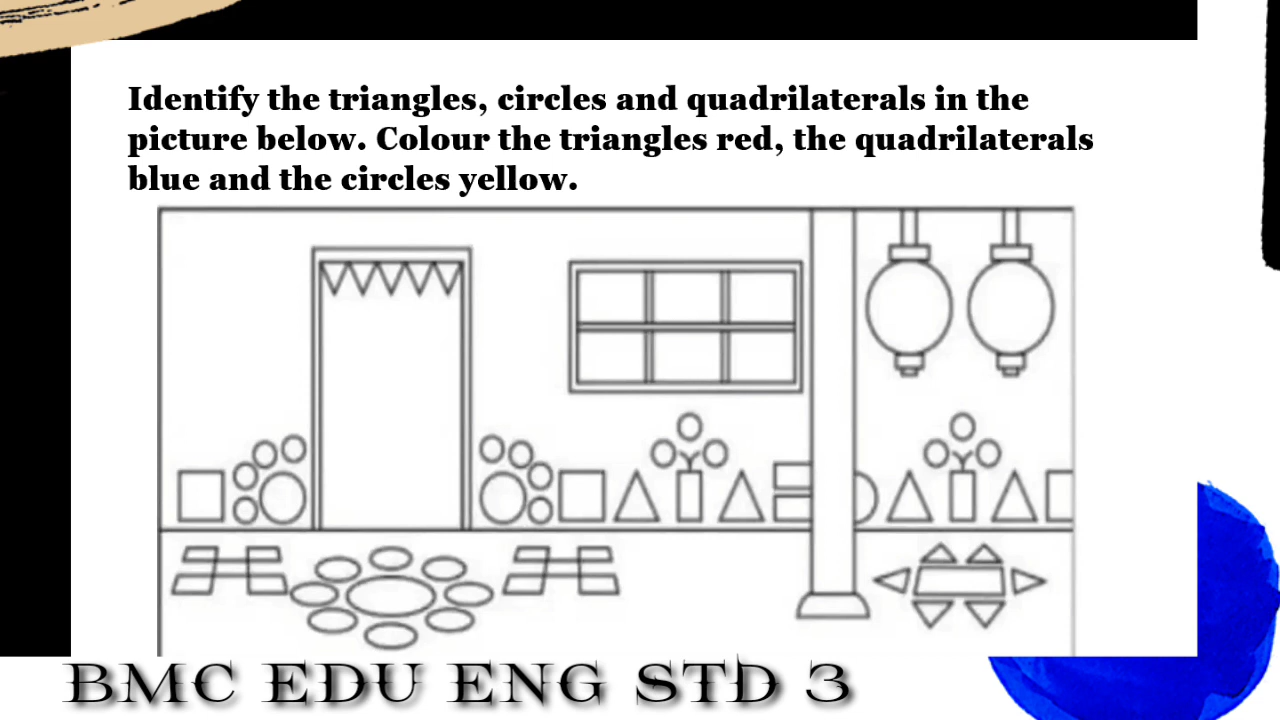 Identify the triangles, circles and quadrilaterals in the
picture below. Colour the triangles red, the quadrilaterals
blue and the circles yellow.
BMC EDU ENG STD 3